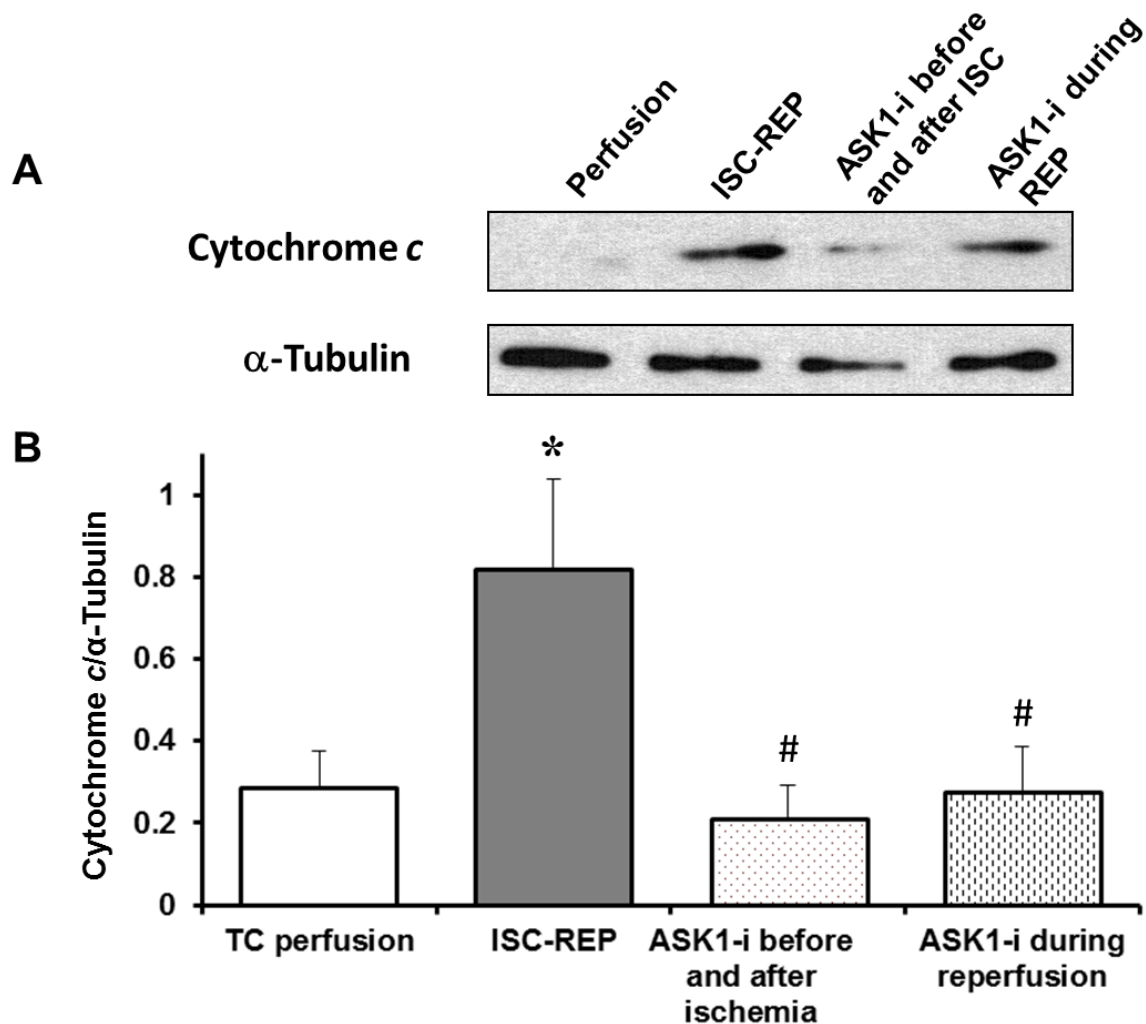 A
Perfusion
ISC-REP
ASK1-i before
and after ISC
ASK1-i during
REP
Cytochrome c
α-Tubulin
B
Cytochrome c/α-Tubulin
1
0.8
0.6
0.4
0.2
0
*
#
#
TC perfusion
ISC-REP
ASK1-i before
and after
ischemia
ASK1-i during
reperfusion